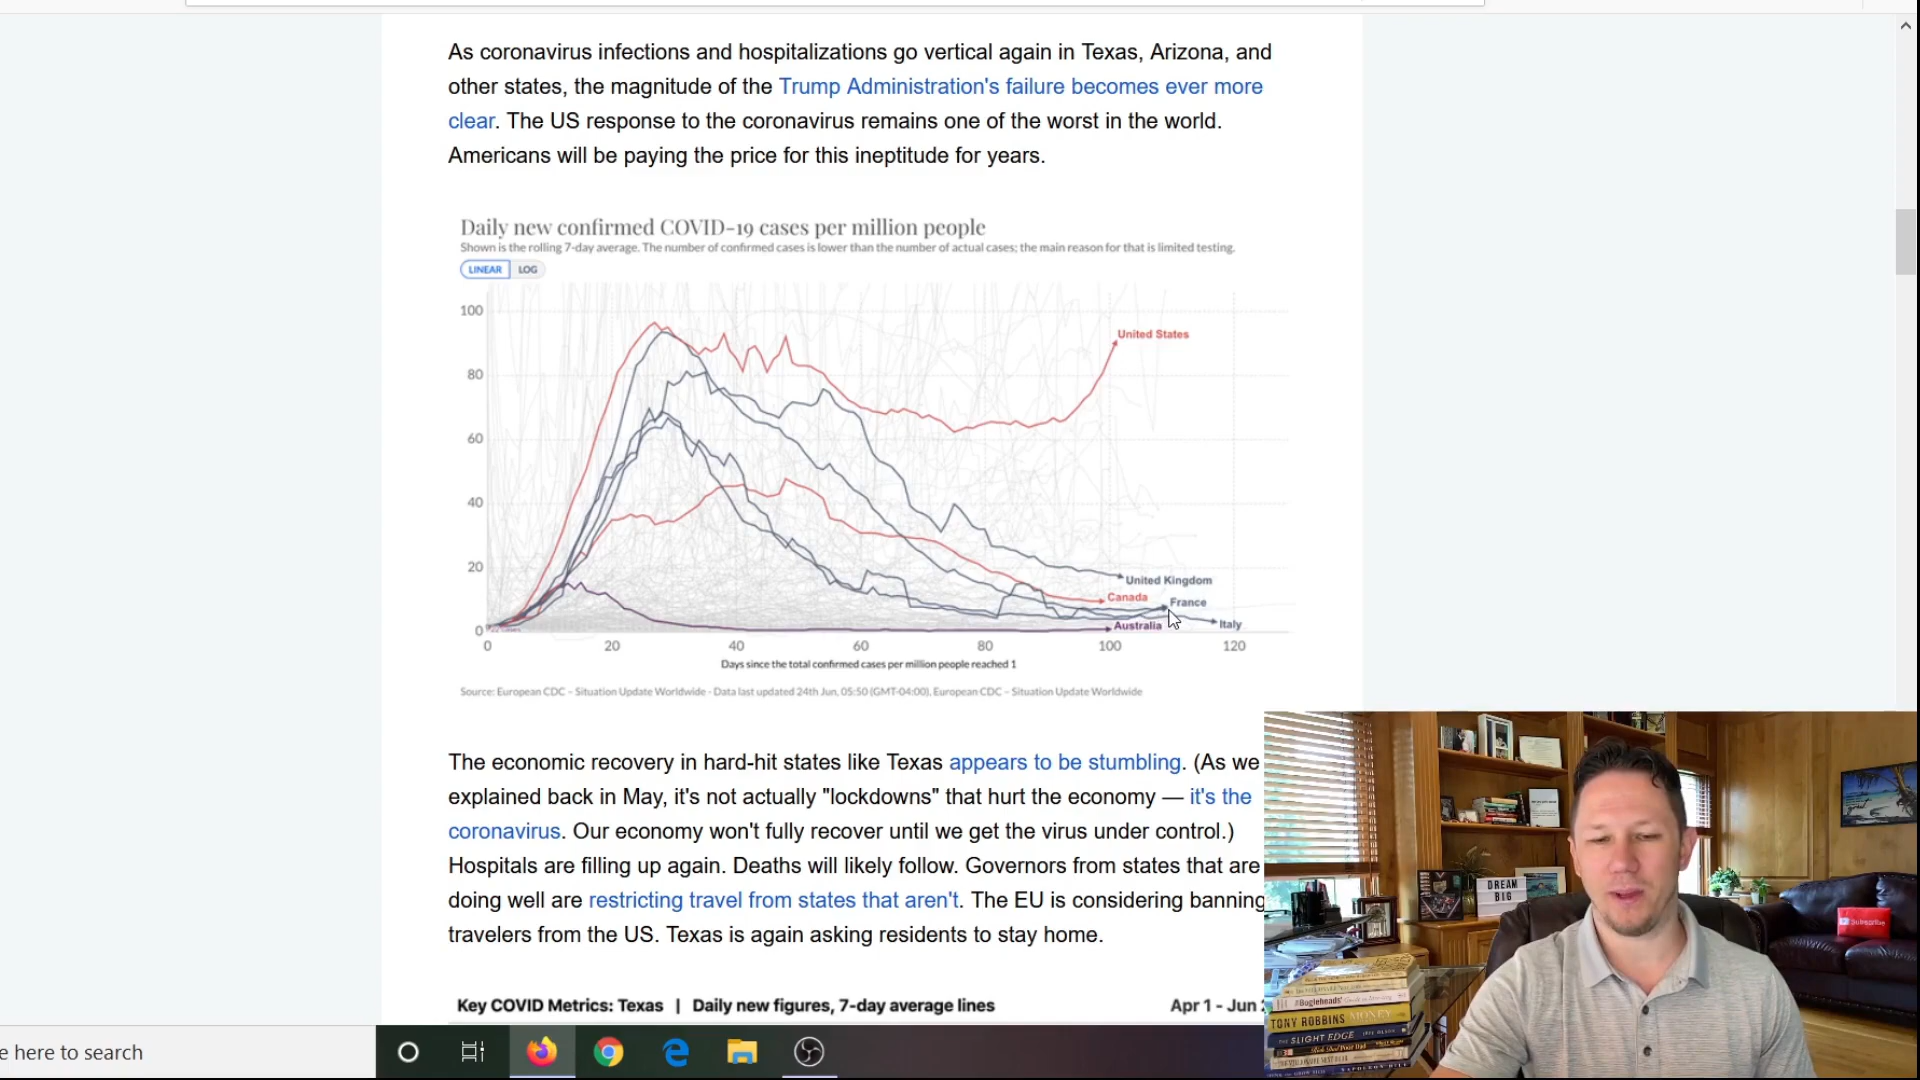 As coronavirus infections and hospitalizations go vertical again in Texas, Arizona, and
other states, the magnitude of the Trump Administration's failure becomes ever more
clear. The US response to the coronavirus remains one of the worst in the world.
Americans will be paying the price for this ineptitude for years.
Daily new confirmed COVID-19 cases per million people
Shown is the rolling 7-day average. The number of confirmed cases is lower than the number of actual cases; the main reason for that is limited testing.
LINEAR LOG
100
80
60
40
20
0
United States
United Kingdom
Canada
France
Australia
Italy
0 20 40 60 80 100 120
Days since the total confirmed cases per million people reached 1
Source: European CDC – Situation Update Worldwide - Data last updated 24th Jun, 05:50 (GMT-04:00), European CDC – Situation Update Worldwide
The economic recovery in hard-hit states like Texas appears to be stumbling. (As we
explained back in May, it's not actually "lockdowns" that hurt the economy — it's the
coronavirus. Our economy won't fully recover until we get the virus under control.)
Hospitals are filling up again. Deaths will likely follow. Governors from states that are
doing well are restricting travel from states that aren't. The EU is considering banning
travelers from the US. Texas is again asking residents to stay home.
Key COVID Metrics: Texas | Daily new figures, 7-day average lines
Apr 1 - Jun
e here to search
DREAM
BIG
Subscribe
Bogleheads'
TONY ROBBINS MONEY
THE SLIGHT EDGE
Rich Dad Poor Dad
NAPOLEON HILL